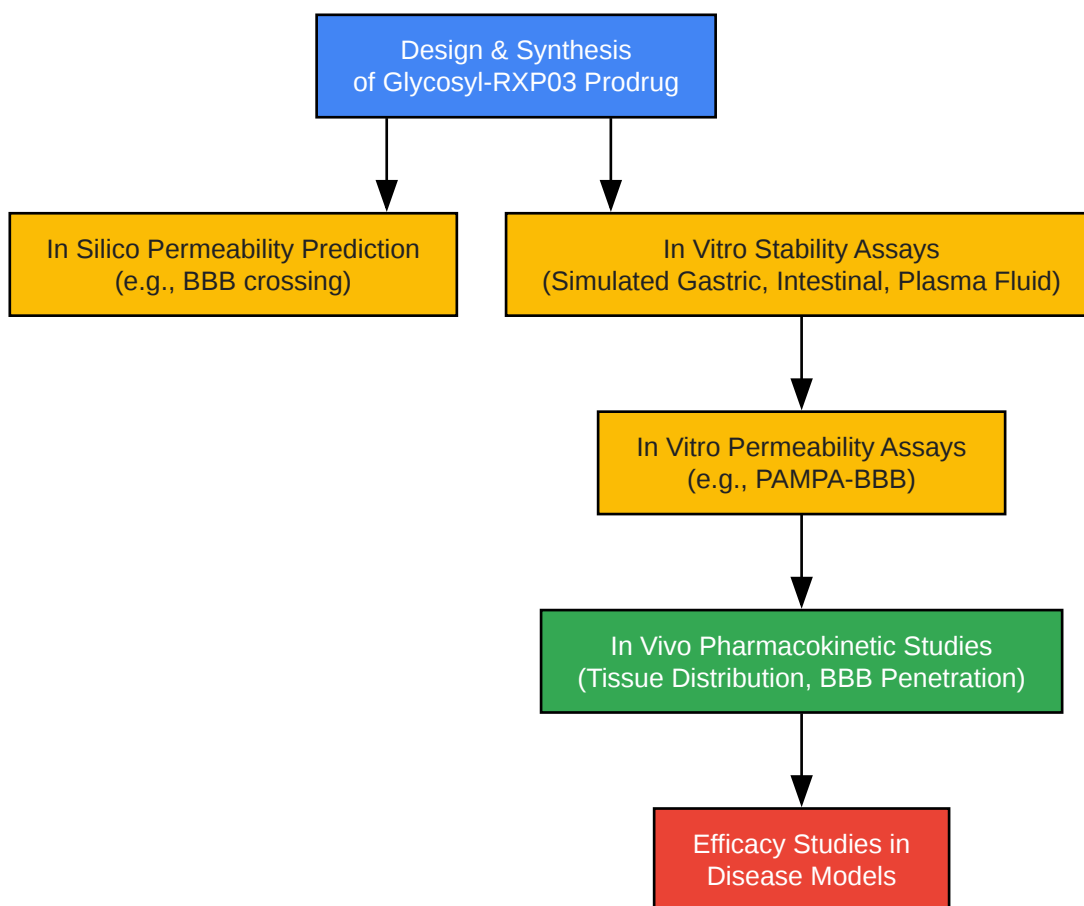 Design & Synthesis
of Glycosyl-RXP03 Prodrug
In Silico Permeability Prediction
(e.g., BBB crossing)
In Vitro Stability Assays
(Simulated Gastric, Intestinal, Plasma Fluid)
In Vitro Permeability Assays
(e.g., PAMPA-BBB)
In Vivo Pharmacokinetic Studies
(Tissue Distribution, BBB Penetration)
Efficacy Studies in
Disease Models